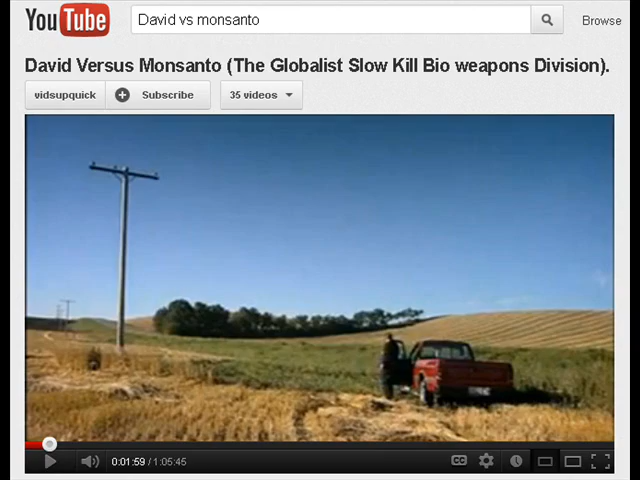 YouTube
David vs monsanto
Browse
David Versus Monsanto (The Globalist Slow Kill Bio weapons Division).
vidsupquick
Subscribe
35 videos
0:01:59 / 1:05:45
CC